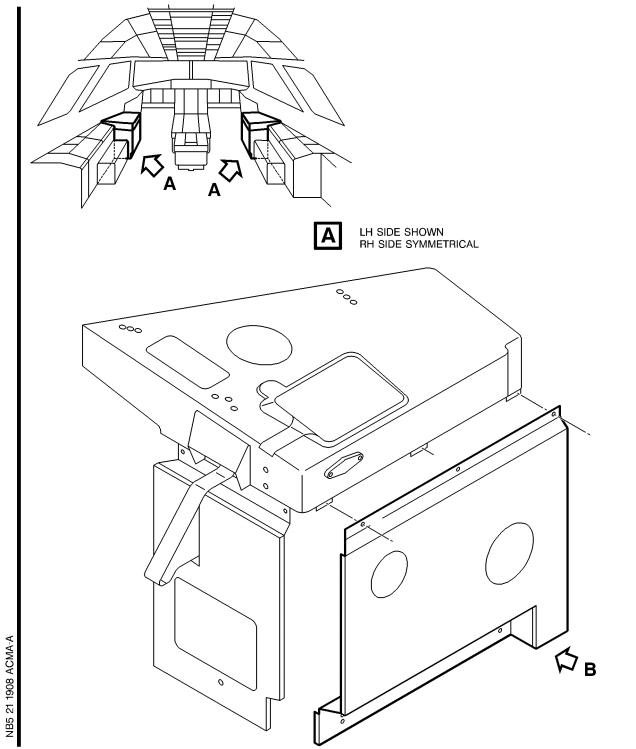 A
A
A
LH SIDE SHOWN
RH SIDE SYMMETRICAL
B
NB5 21 1908 ACMA-A